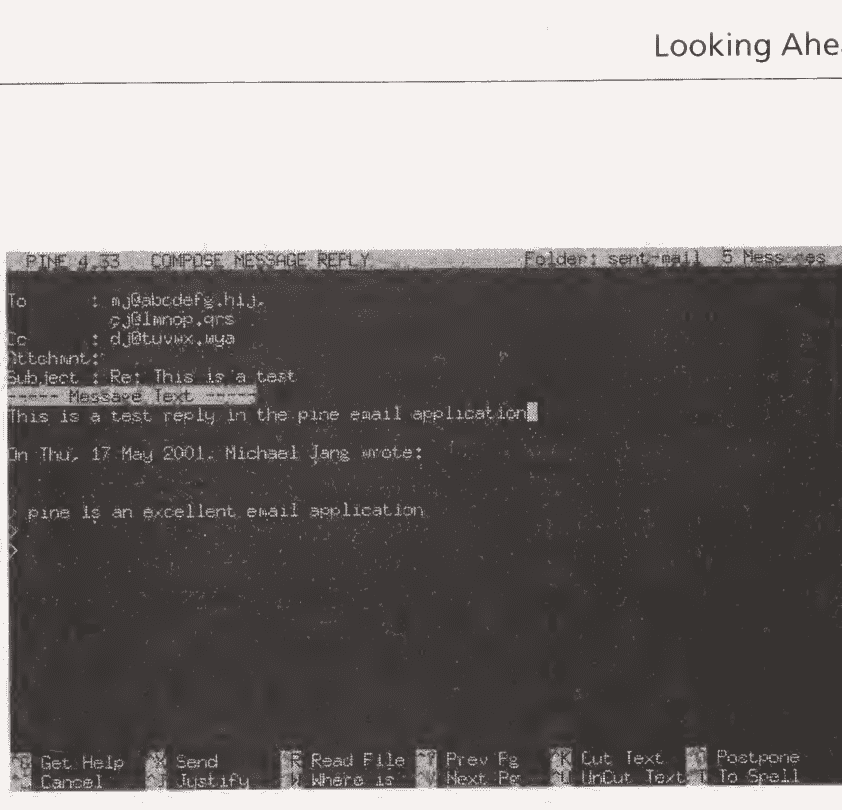 Looking Ahea
PINE 4.33 COMPOSE MESSAGE REPLY Folder: sent-mail 5 Messages
To : mj@abcdefg.hij,
cj@lmnop.qrs
Cc : dj@tuvwx.wya
Attchmnt:
Subject : Re: This is a test
----- Message Text -----
This is a test reply in the pine email application
On Thu, 17 May 2001, Michael Jang wrote:
> pine is an excellent email application
>
>
^G Get Help ^X Send ^R Read File ^Y Prev Pg ^K Cut Text ^O Postpone
^C Cancel ^J Justify Where is ^V Next Pg ^U UnCut Text ^T To Spell